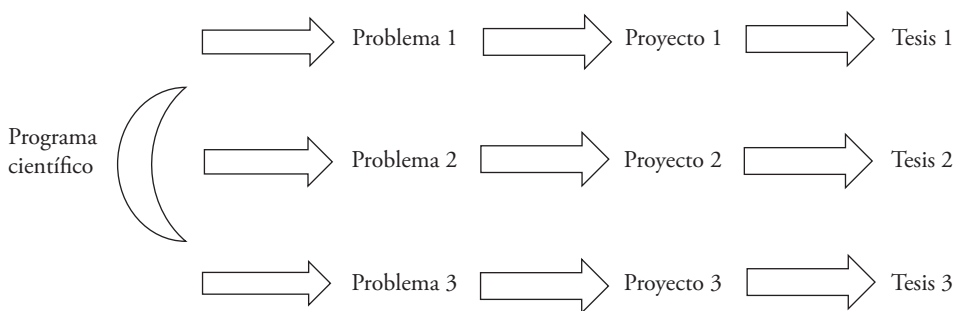 Problema 1
Proyecto 1
Tesis 1
Programa
científico
Problema 2
Proyecto 2
Tesis 2
Problema 3
Proyecto 3
Tesis 3